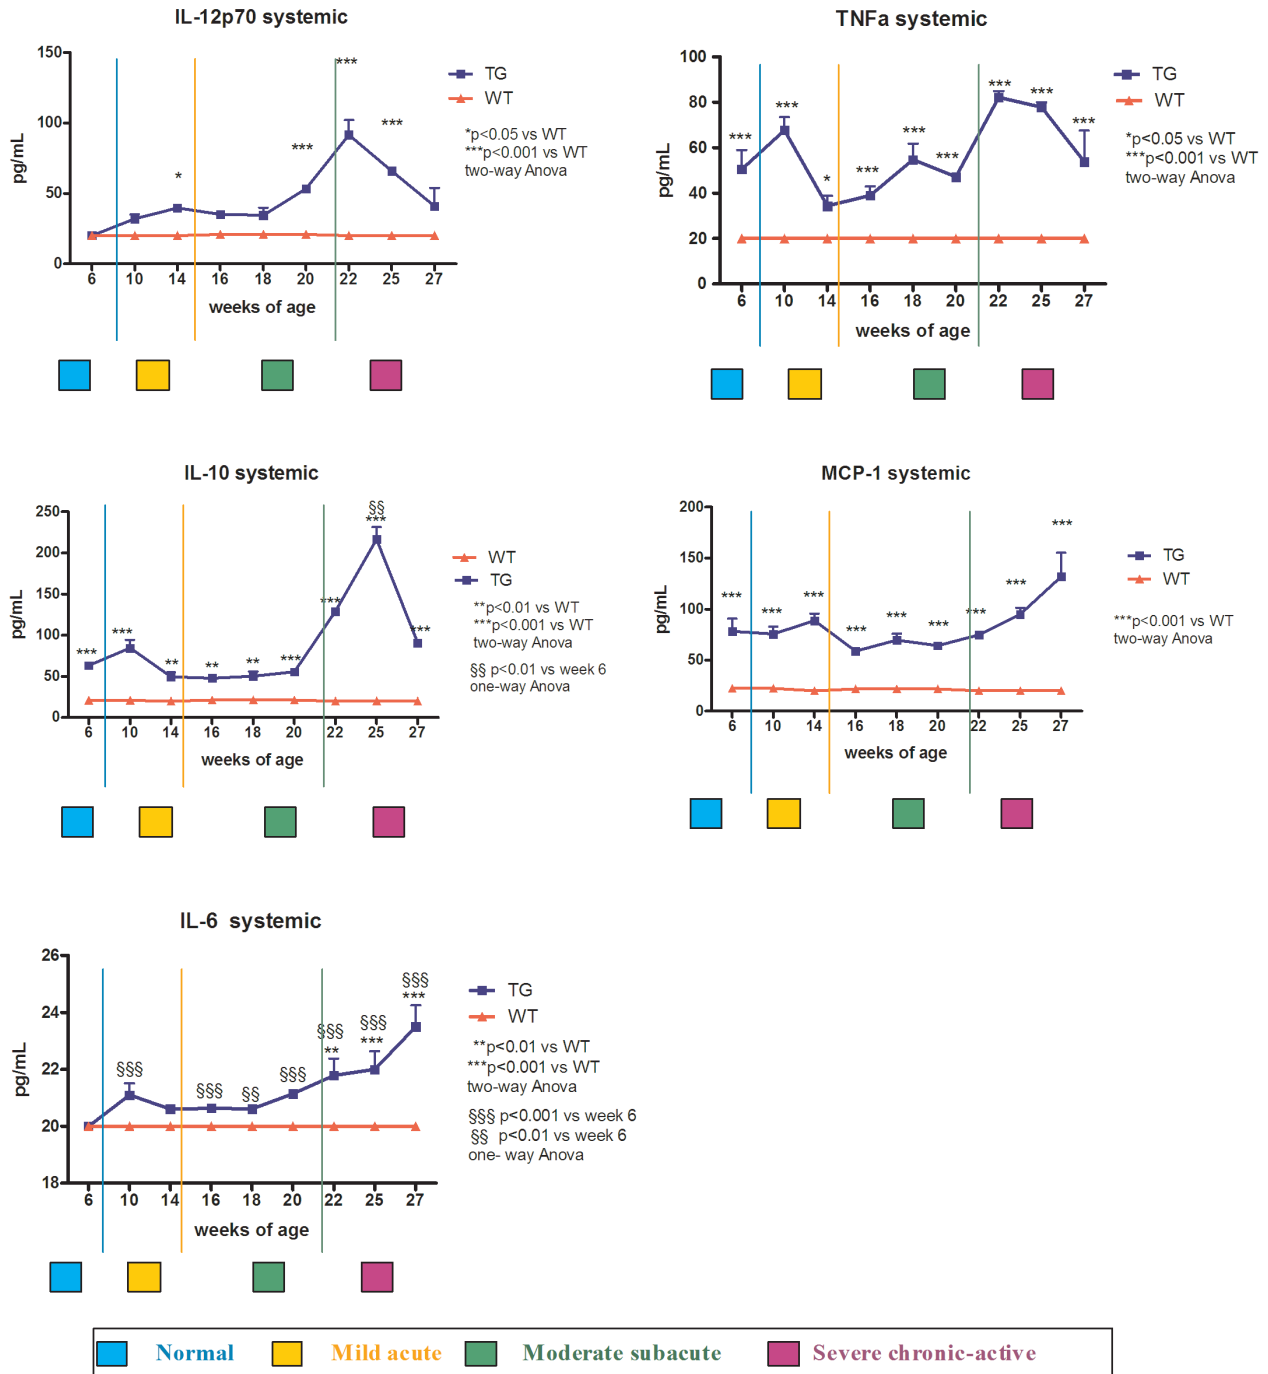 IL-12p70 systemic
150
100
50
0
pg/mL
***
***
***
*
6 10 14 16 18 20 22 25 27
weeks of age
TG
WT
*p<0.05 vs WT
***p<0.001 vs WT
two-way Anova
TNFa systemic
100
80
60
40
20
0
pg/mL
*** *** * *** *** *** *** *** ***
6 10 14 16 18 20 22 25 27
weeks of age
TG
WT
*p<0.05 vs WT
***p<0.001 vs WT
two-way Anova
IL-10 systemic
250
200
150
100
50
0
pg/mL
§§
*** *** ** ** ** *** *** *** ***
6 10 14 16 18 20 22 25 27
weeks of age
WT
TG
**p<0.01 vs WT
***p<0.001 vs WT
two-way Anova
§§ p<0.01 vs week 6
one-way Anova
MCP-1 systemic
200
150
100
50
0
pg/mL
*** *** *** *** *** *** *** *** ***
6 10 14 16 18 20 22 25 27
weeks of age
TG
WT
***p<0.001 vs WT
two-way Anova
IL-6 systemic
26
24
22
20
18
pg/mL
§§§ §§§ §§ §§§ §§§ §§§ §§§
** *** ***
6 10 14 16 18 20 22 25 27
weeks of age
TG
WT
**p<0.01 vs WT
***p<0.001 vs WT
two-way Anova
§§§ p<0.001 vs week 6
§§ p<0.01 vs week 6
one- way Anova
Normal Mild acute Moderate subacute Severe chronic-active